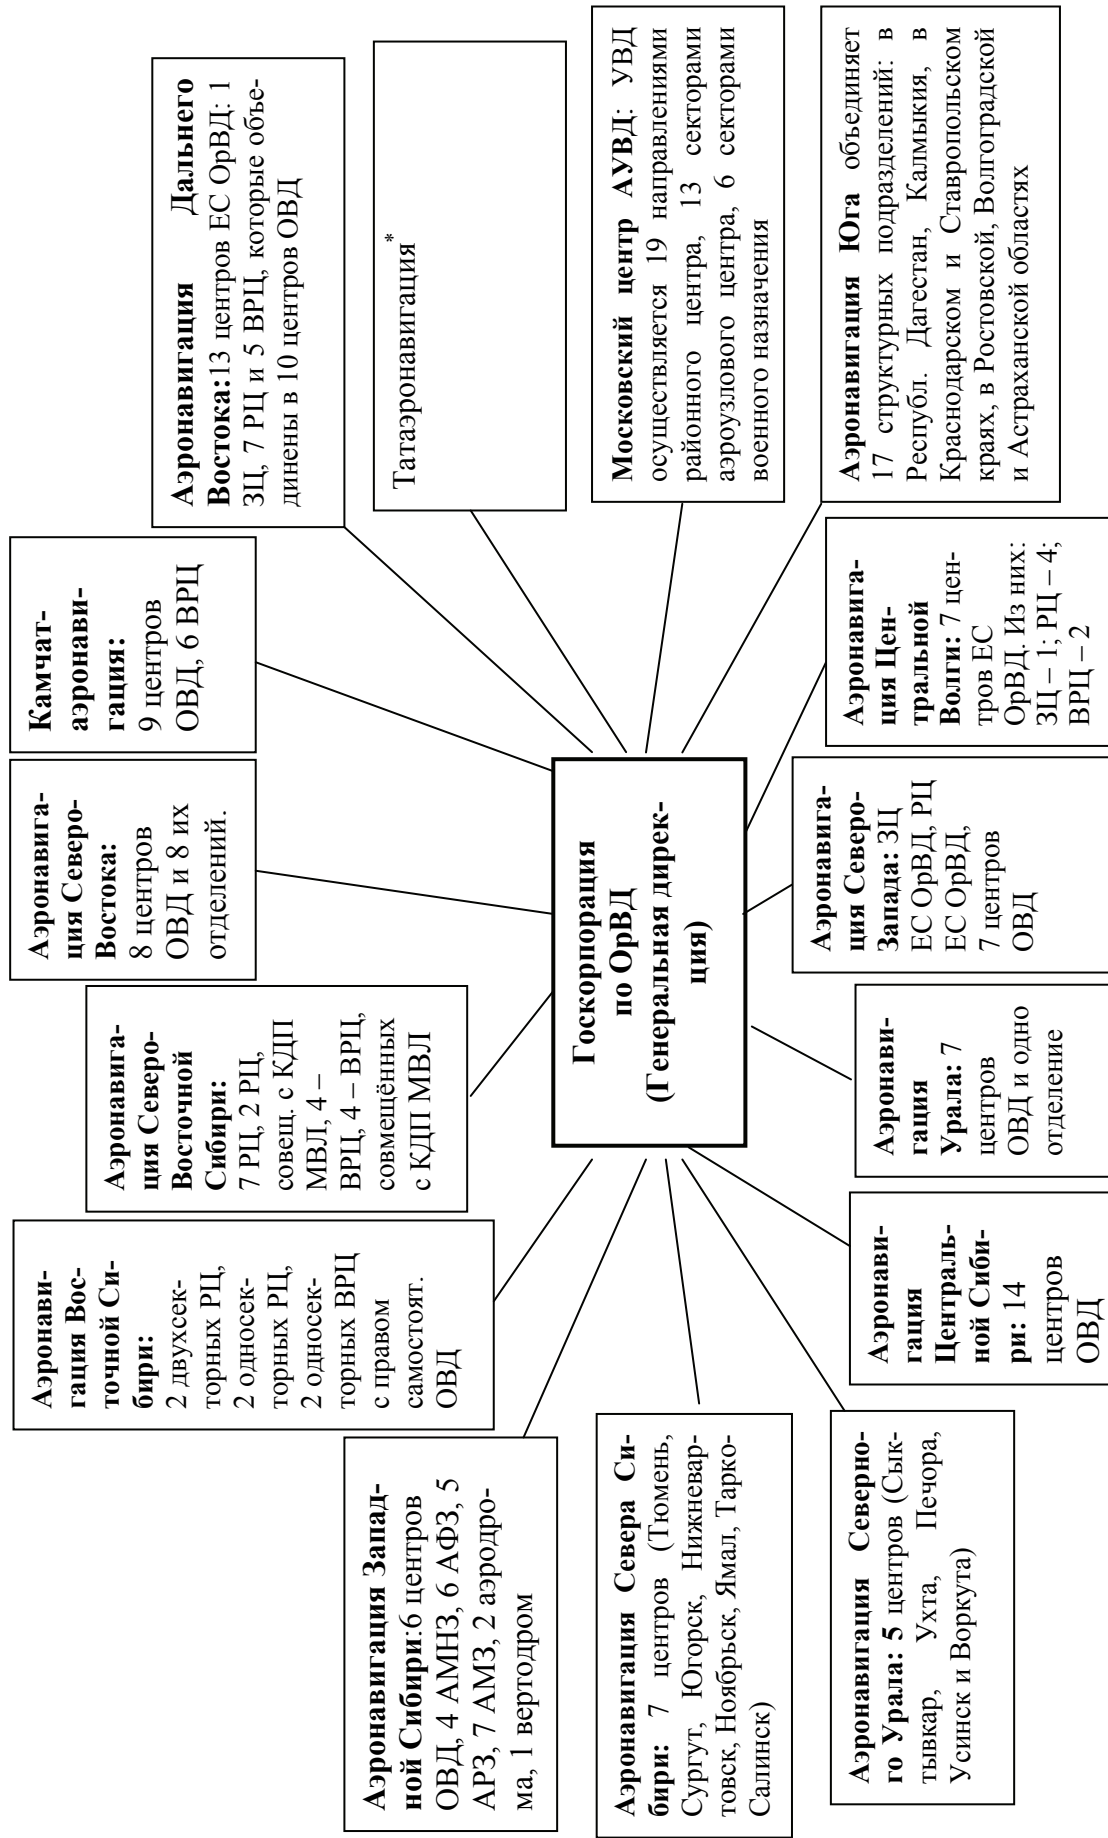 Аэронави-
гация Вос-
точной Си-
бири:
2 двухсек-
торных РЦ,
2 односек-
торных РЦ,
2 односек-
торных ВРЦ
с правом
самостоят.
ОВД
Аэронавига-
ция Северо-
Восточной
Сибири:
7 РЦ, 2 РЦ,
совещ. с КДП
МВЛ, 4 –
ВРЦ, 4 – ВРЦ,
совмещённых
с КДП МВЛ
Аэронавига-
ция Северо-
Востока:
8 центров
ОВД и 8 их
отделений.
Камчат-
аэронави-
гация:
9 центров
ОВД, 6 ВРЦ
Аэронавигация Дальнего
Востока:13 центров ЕС ОрВД: 1
ЗЦ, 7 РЦ и 5 ВРЦ, которые объе-
динены в 10 центров ОВД
Татаэронавигация*
Московский центр АУВД: УВД
осуществляется 19 направлениями
районного центра, 13 секторами
аэроузлового центра, 6 секторами
военного назначения
Аэронавигация Юга объединяет
17 структурных подразделений: в
Республ. Дагестан, Калмыкия, в
Краснодарском и Ставропольском
краях, в Ростовской, Волгоградской
и Астраханской областях
Госкорпорация
по ОрВД
(Генеральная дирек-
ция)
Аэронавигация Запад-
ной Сибири:6 центров
ОВД, 4 АМНЗ, 6 АФЗ, 5
АРЗ, 7 АМЗ, 2 аэродро-
ма, 1 вертодром
Аэронавигация Севера Си-
бири: 7 центров (Тюмень,
Сургут, Югорск, Нижневар-
товск, Ноябрьск, Ямал, Тарко-
Салинск)
Аэронавигация Северно-
го Урала: 5 центров (Сык-
тывкар, Ухта, Печора,
Усинск и Воркута)
Аэронави-
гация
Централь-
ной Сиби-
ри: 14
центров
ОВД
Аэронави-
гация
Урала: 7
центров
ОВД и одно
отделение
Аэронавига-
ция Северо-
Запада: ЗЦ
ЕС ОрВД, РЦ
ЕС ОрВД,
7 центров
ОВД
Аэронавига-
ция Цен-
тральной
Волги: 7 цен-
тров ЕС
ОрВД. Из них:
ЗЦ – 1; РЦ – 4;
ВРЦ – 2